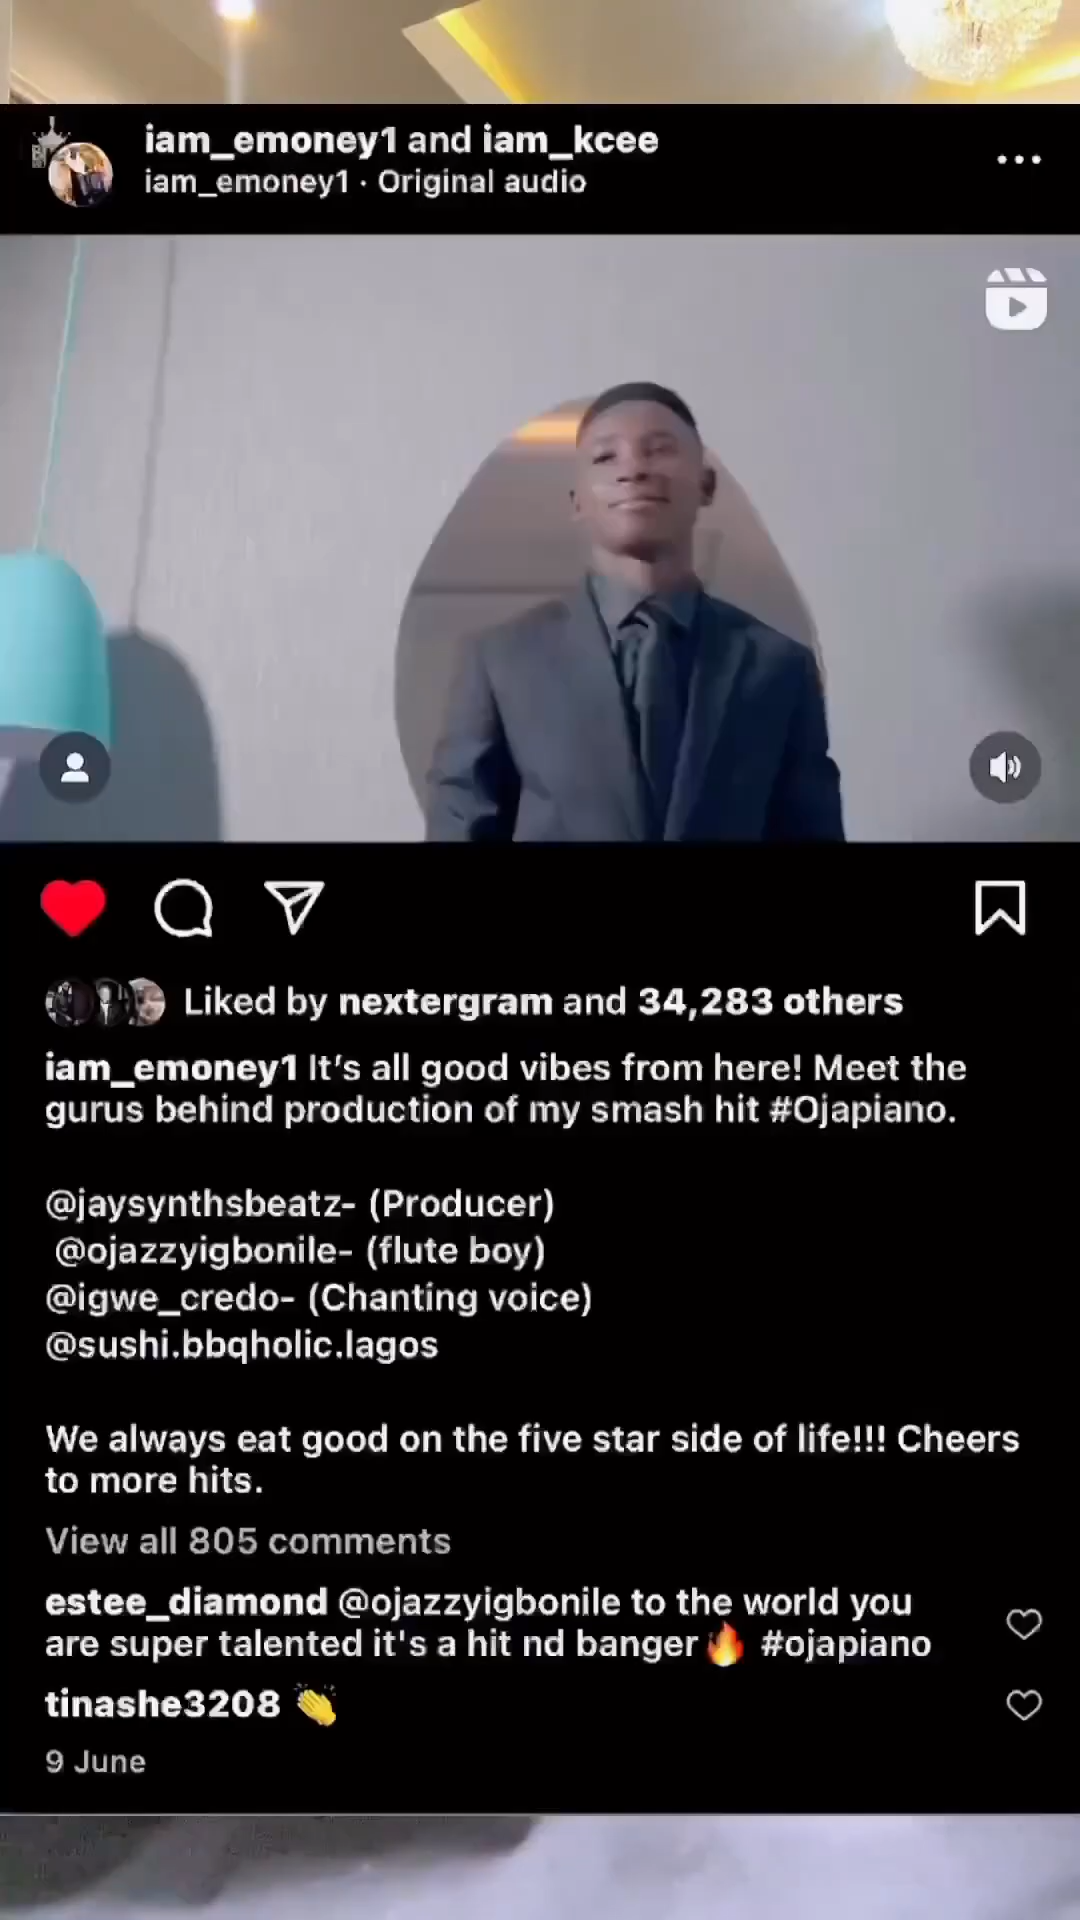 iam_emoney1 and iam_kcee
iam_emoney1 · Original audio
Liked by nextergram and 34,283 others
iam_emoney1 It's all good vibes from here! Meet the
gurus behind production of my smash hit #Ojapiano.
@jaysynthsbeatz- (Producer)
@ojazzyigbonile- (flute boy)
@igwe_credo- (Chanting voice)
@sushi.bbqholic.lagos
We always eat good on the five star side of life!!! Cheers
to more hits.
View all 805 comments
estee_diamond @ojazzyigbonile to the world you
are super talented it's a hit nd banger🔥 #ojapiano
tinashe3208 👏
9 June